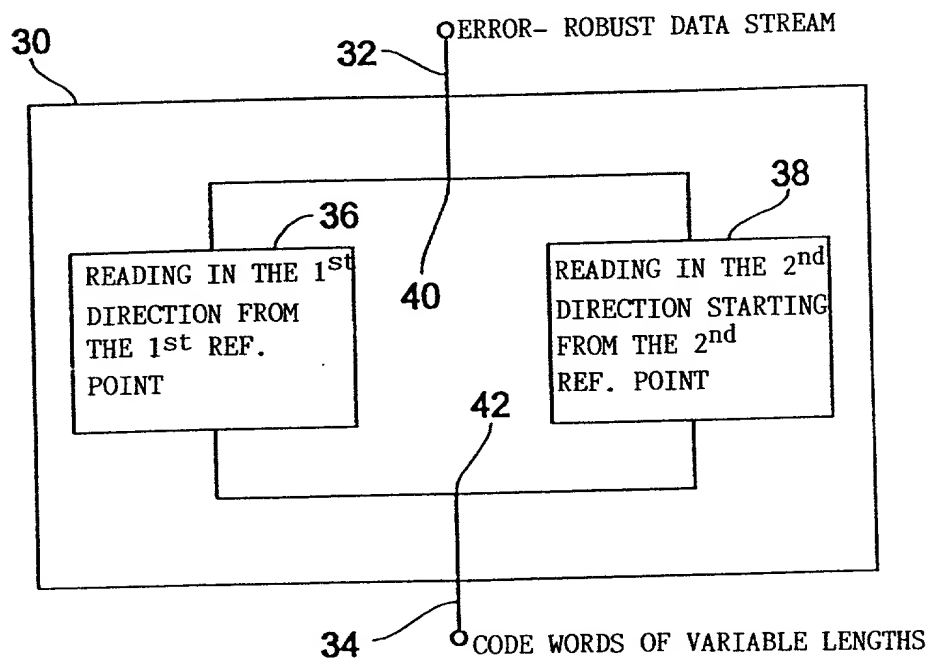 30
32
ERROR- ROBUST DATA STREAM
36
38
READING IN THE 1st
DIRECTION FROM
THE 1st REF.
POINT
40
READING IN THE 2nd
DIRECTION STARTING
FROM THE 2nd
REF. POINT
42
34
CODE WORDS OF VARIABLE LENGTHS